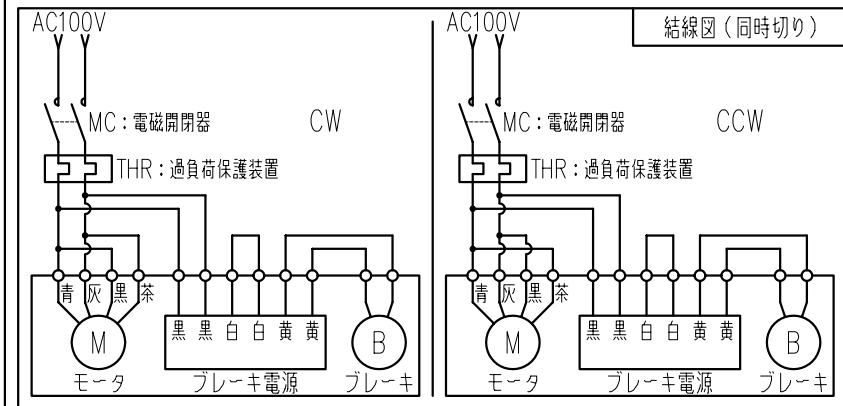 結線図(同時切り)
AC100V
MC:電磁開閉器
CW
THR:過負荷保護装置
青 灰 黒 茶
黒 黒 白 白 黄 黄
M
B
モータ
ブレーキ電源
ブレーキ
AC100V
MC:電磁開閉器
CCW
THR:過負荷保護装置
青 灰 黒 茶
黒 黒 白 白 黄 黄
M
B
モータ
ブレーキ電源
ブレーキ